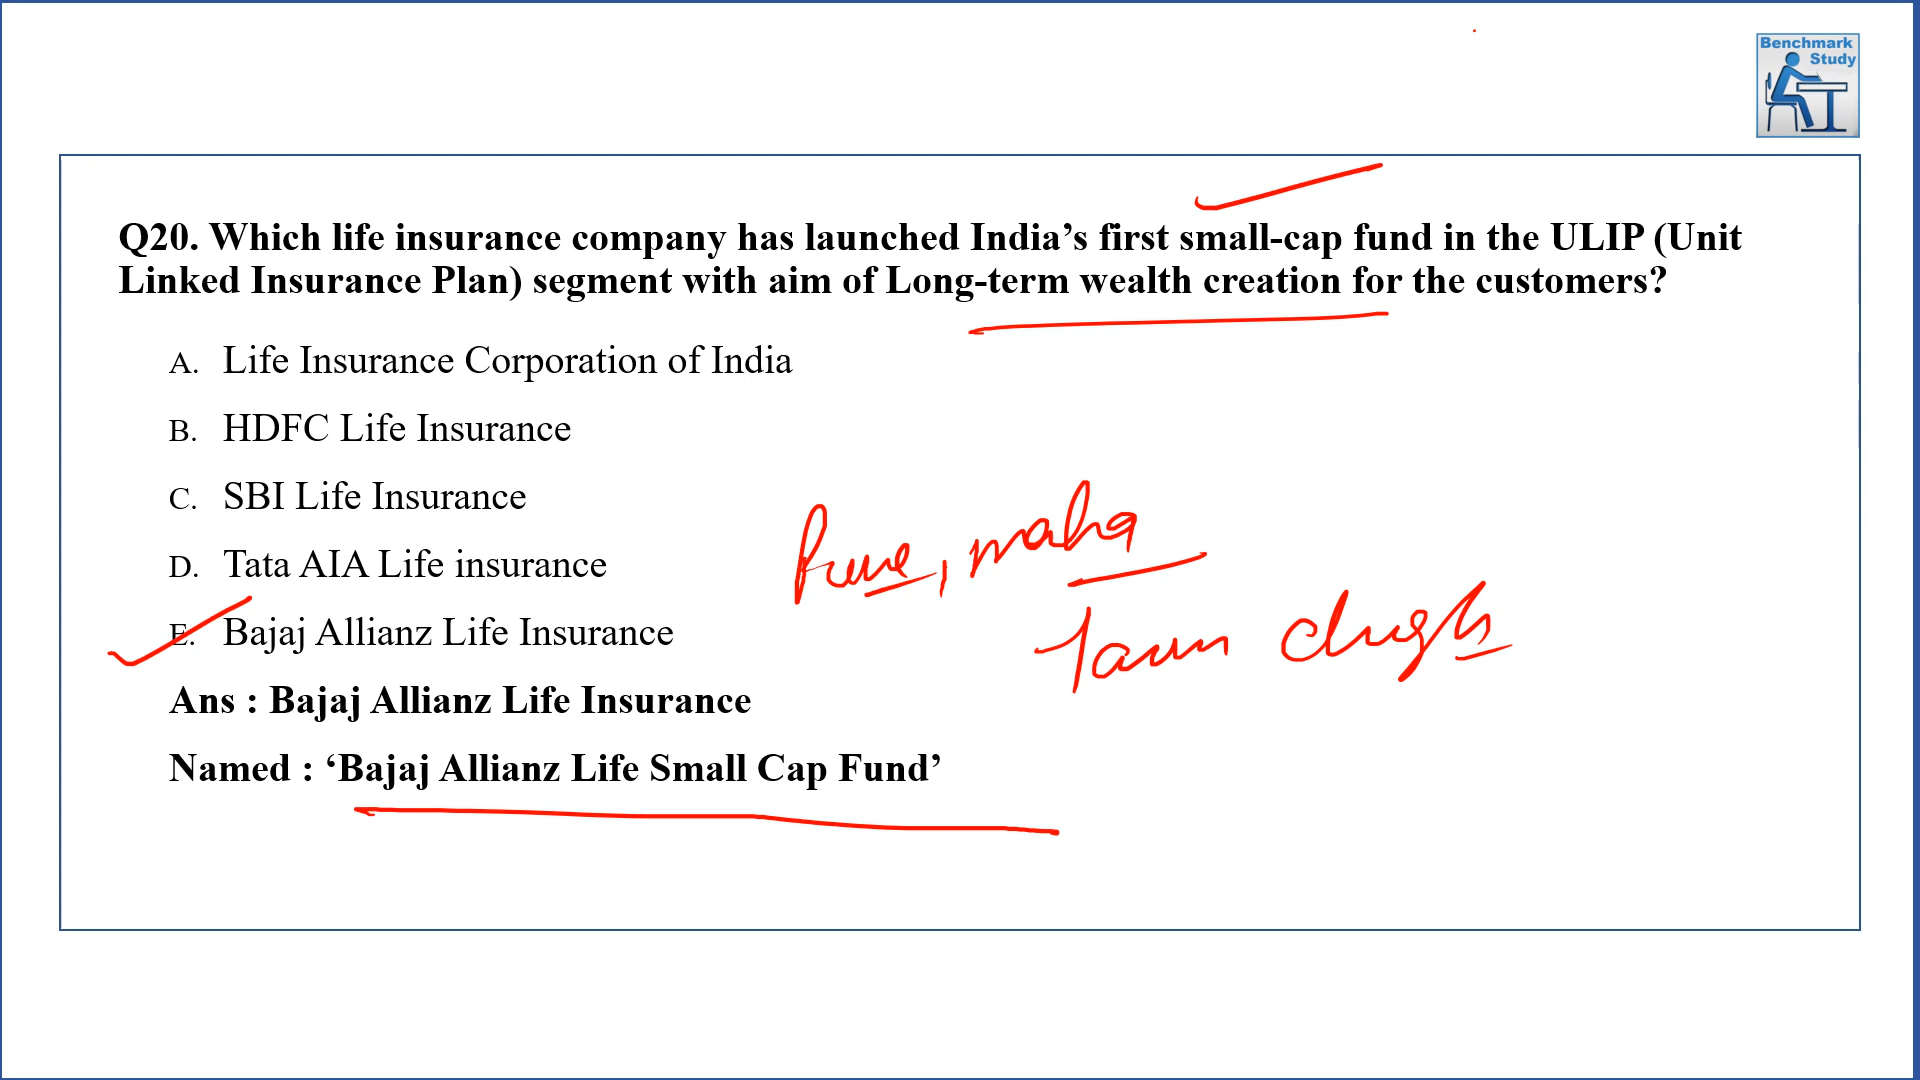 Benchmark
Study
Q20. Which life insurance company has launched India’s first small-cap fund in the ULIP (Unit
Linked Insurance Plan) segment with aim of Long-term wealth creation for the customers?
A. Life Insurance Corporation of India
B. HDFC Life Insurance
C. SBI Life Insurance
D. Tata AIA Life insurance
Pune, maha
E. Bajaj Allianz Life Insurance
Tarun chugh
Ans : Bajaj Allianz Life Insurance
Named : ‘Bajaj Allianz Life Small Cap Fund’